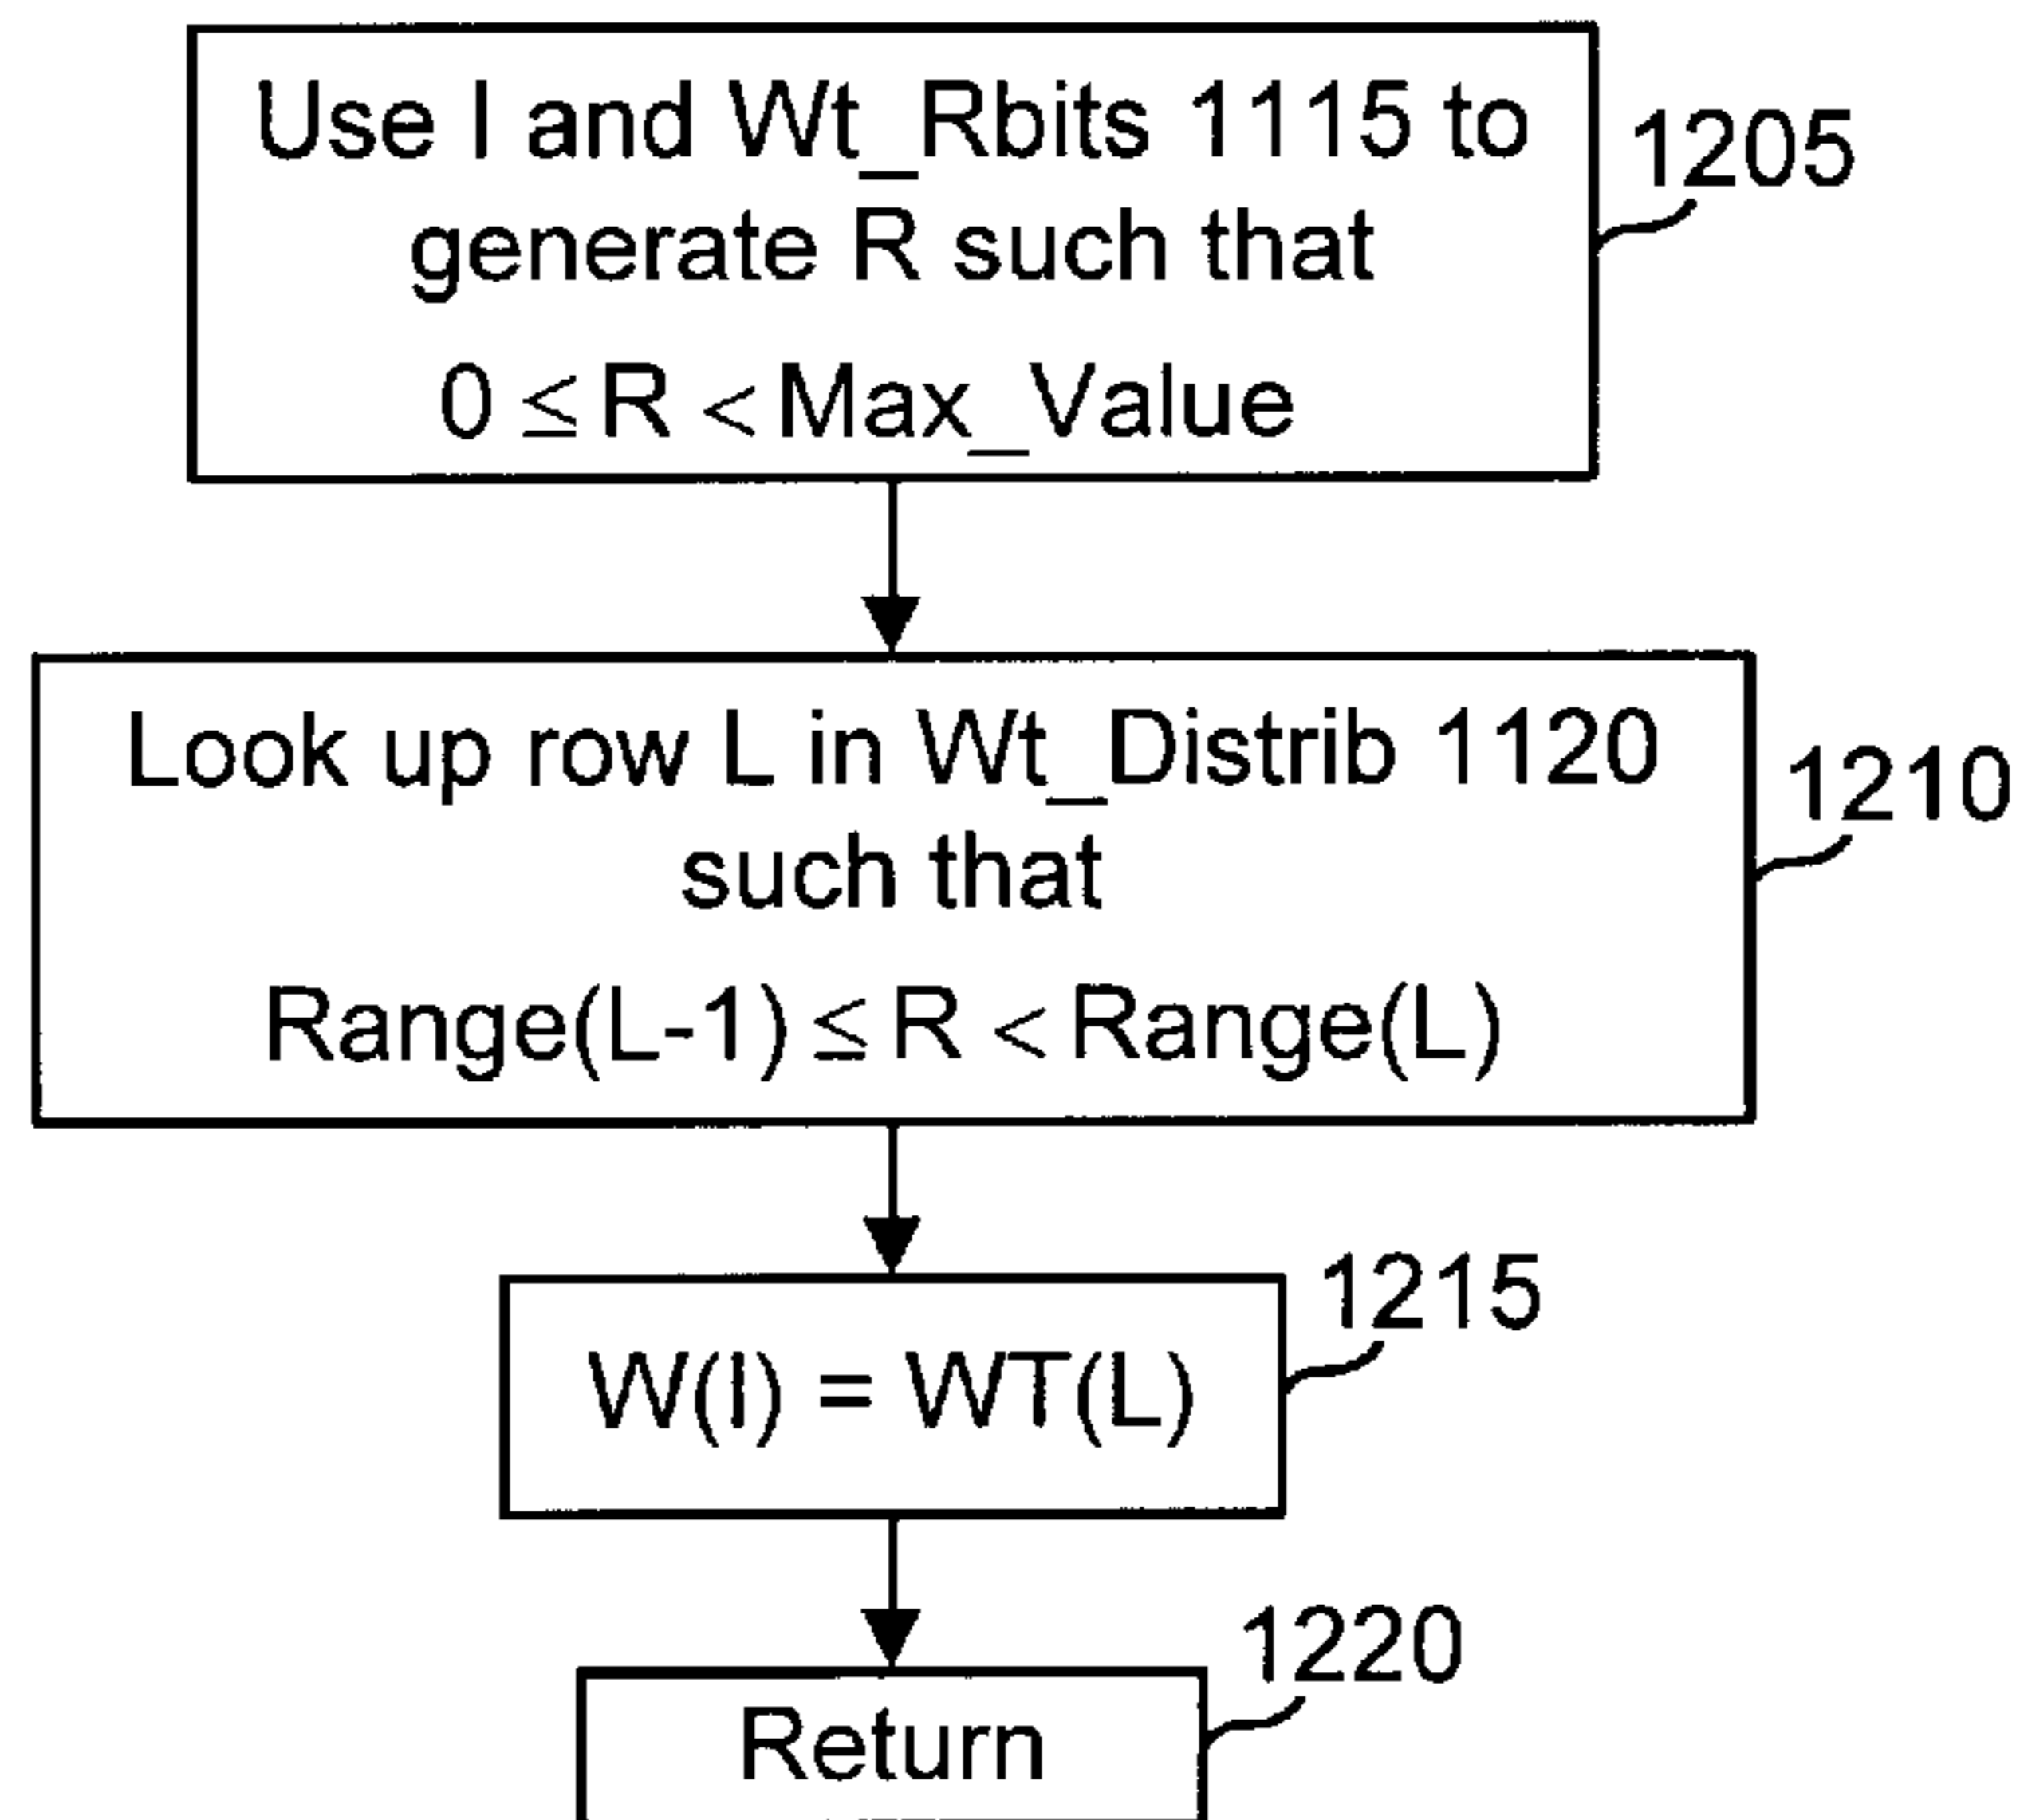 Use I and Wt_Rbits 1115 to
generate R such that
0 ≤ R < Max_Value
1205
Look up row L in Wt_Distrib 1120
such that
Range(L-1) ≤ R < Range(L)
1210
W(I) = WT(L)
1215
Return
1220